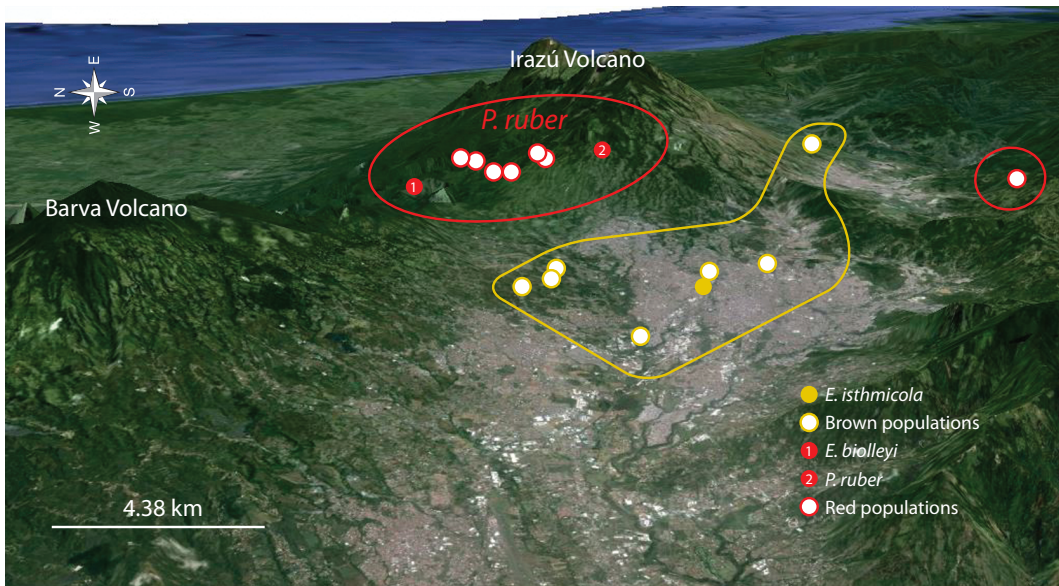 Irazú Volcano
E
N
S
W
P. ruber
2
1
Barva Volcano
E. isthmicola
Brown populations
1 E. biolleyi
2 P. ruber
Red populations
4.38 km